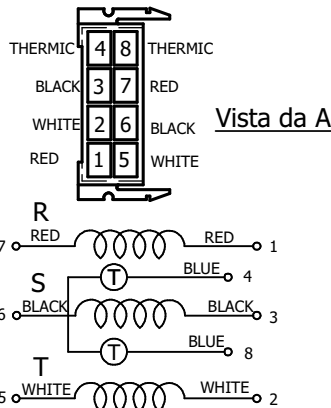 THERMIC 4 8 THERMIC
BLACK 3 7 RED
WHITE 2 6 BLACK
Vista da A
RED 1 5 WHITE
R
7 RED RED 1
T BLUE 4
S
6 BLACK BLACK 3
T BLUE 8
T
5 WHITE WHITE 2